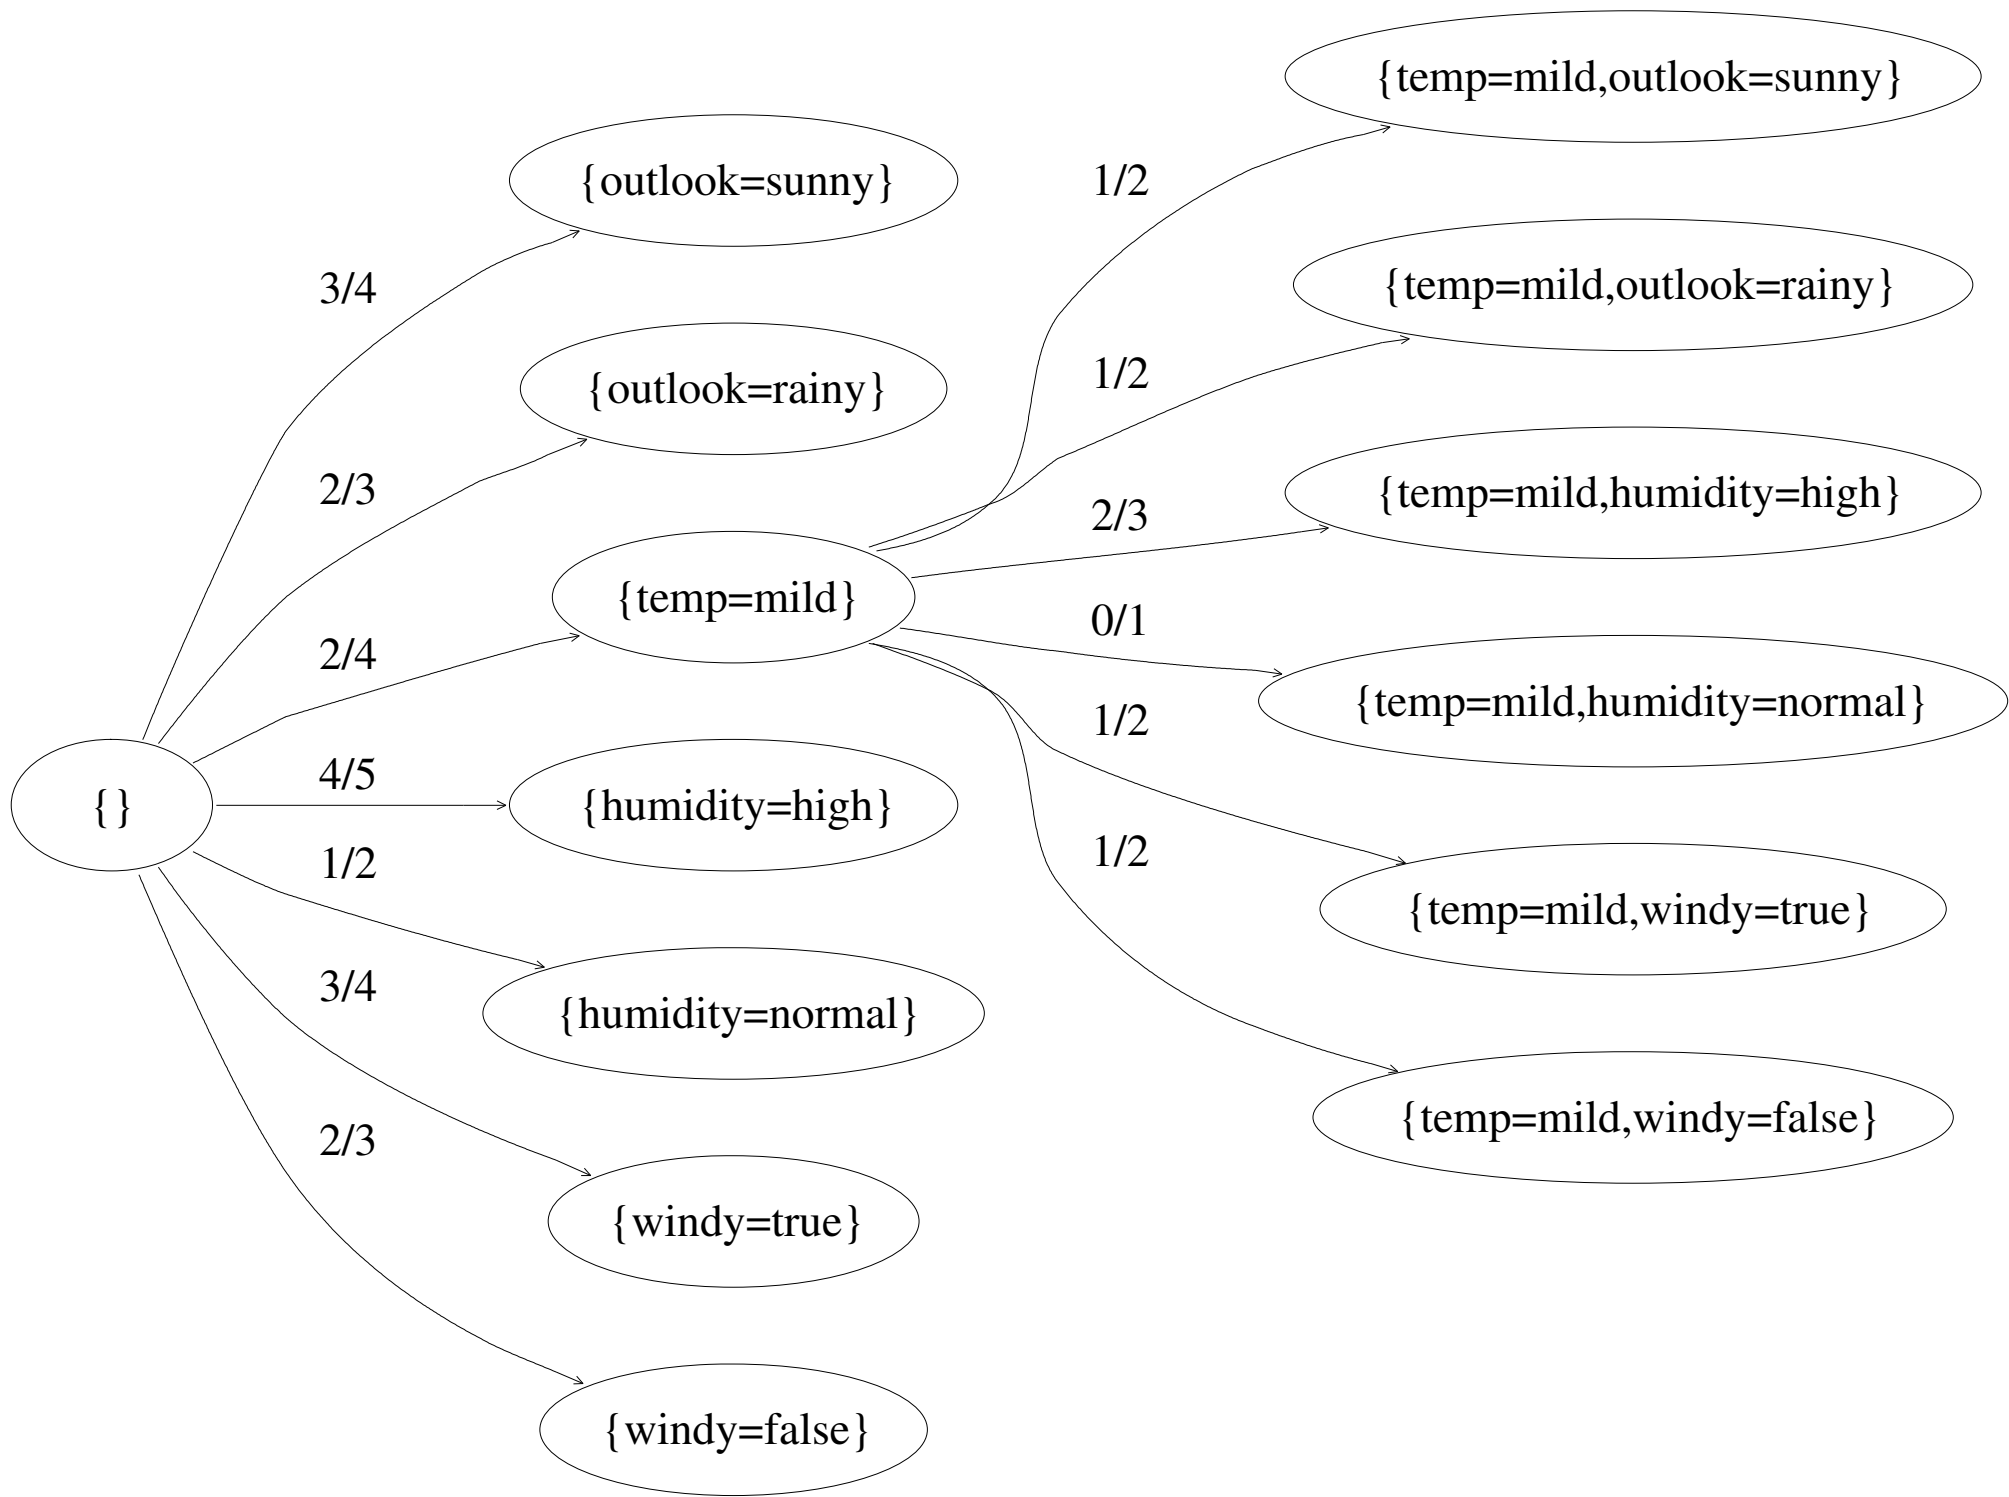 {temp=mild,outlook=sunny}
{outlook=sunny}
1/2
3/4
{temp=mild,outlook=rainy}
{outlook=rainy}
1/2
2/3
{temp=mild,humidity=high}
2/3
{temp=mild}
0/1
2/4
{temp=mild,humidity=normal}
1/2
4/5
{}
{humidity=high}
1/2
1/2
{temp=mild,windy=true}
3/4
{humidity=normal}
{temp=mild,windy=false}
2/3
{windy=true}
{windy=false}